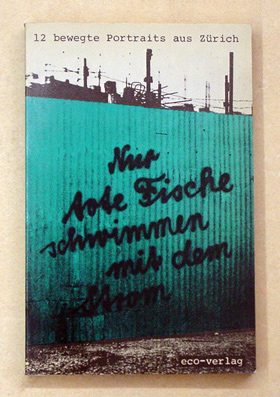 12 bewegte Portraits aus Zürich
Nur
tote Fische
schwimmen
mit dem
Strom
eco-verlag